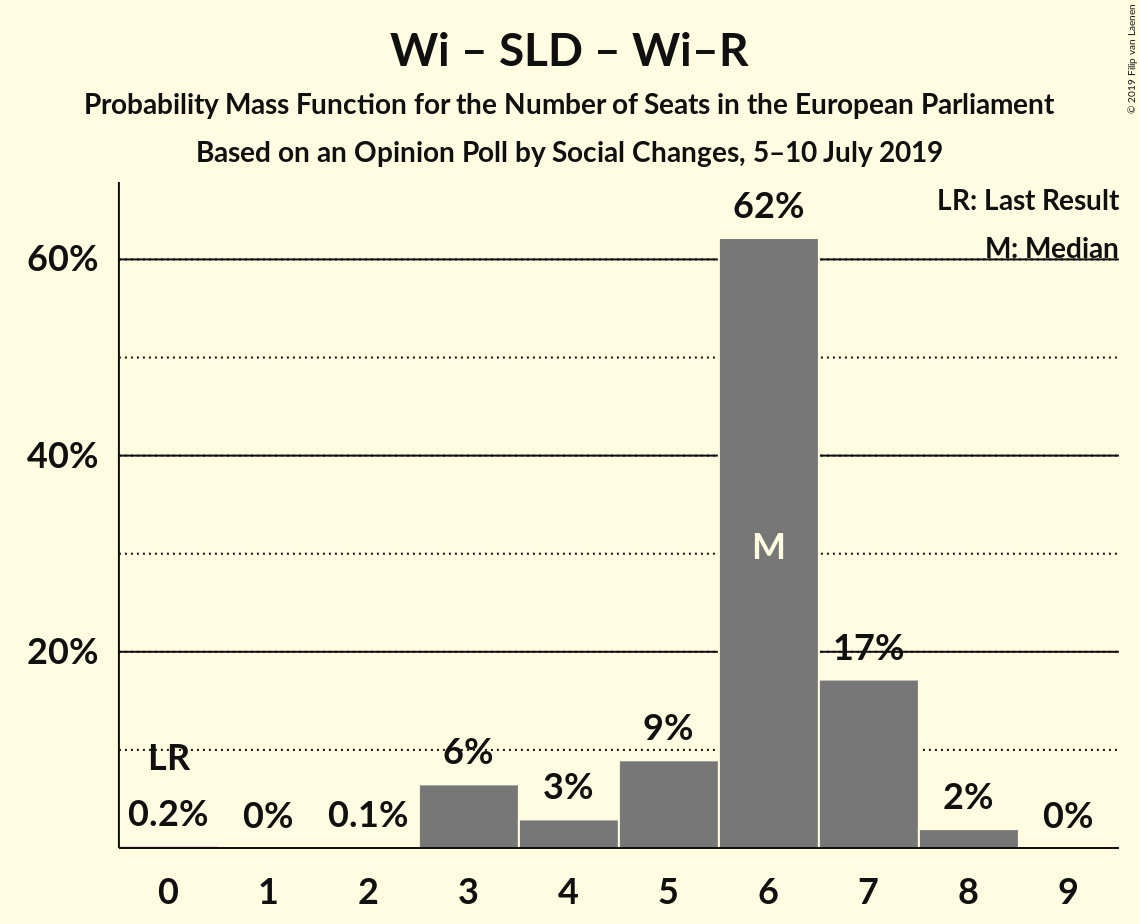 Wi – SLD – Wi–R
Probability Mass Function for the Number of Seats in the European Parliament
Based on an Opinion Poll by Social Changes, 5–10 July 2019
© 2019 Filip van Laenen
LR: Last Result
M: Median
62%
60%
40%
M
20%
17%
9%
6%
LR
3%
2%
0.2%
0%
0.1%
0%
0 1 2 3 4 5 6 7 8 9